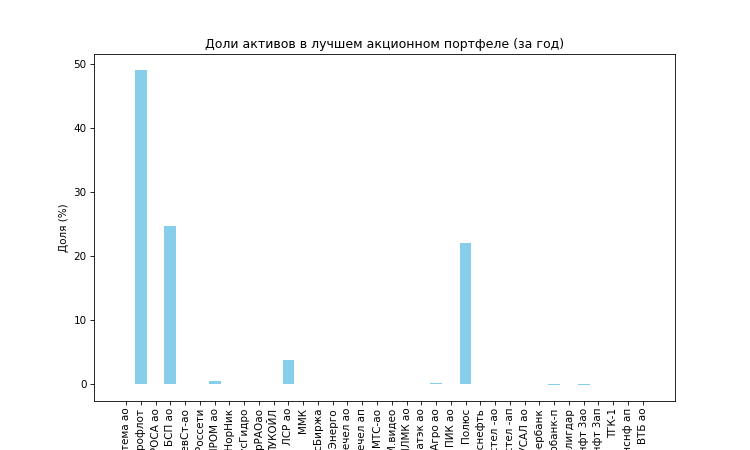 Доли активов в лучшем акционном портфеле (за год)
Доля (%)
50
40
30
20
10
0
тема ао
рофлот
РОСА ао
БСП ао
евСт-ао
Россети
ПРОМ ао
НорНик
сГидро
рРАОао
ЛУКОЙЛ
ЛСР ао
ММК
сБиржа
Энерго
ечел ао
ечел ап
МТС-ао
М.видео
ЛМК ао
атэк ао
Агро ао
ПИК ао
Полюс
снефть
стел -ао
стел -ап
УСАЛ ао
ербанк
рбанк-п
лигдар
нфт 3ао
нфт 3ап
ТГК-1
нснф ап
ВТБ ао